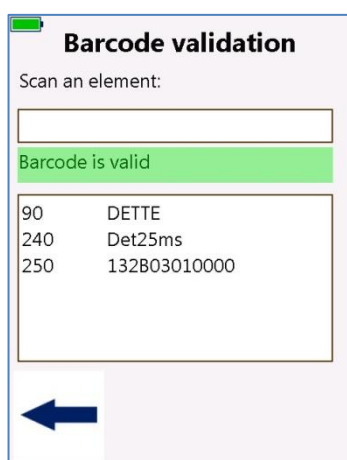 Barcode validation
Scan an element:
Barcode is valid
90 DETTE
240 Det25ms
250 132B03010000